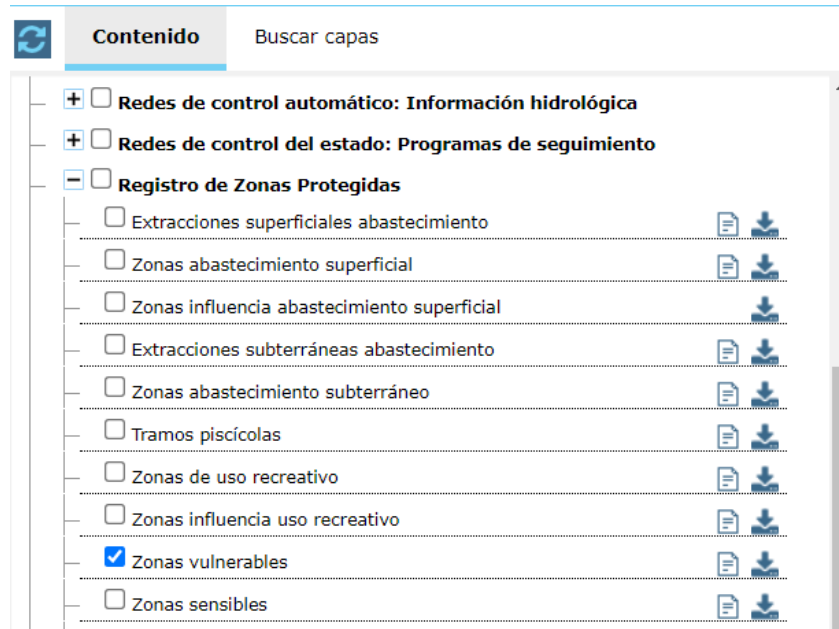 Contenido Buscar capas
Redes de control automático: Información hidrológica
Redes de control del estado: Programas de seguimiento
Registro de Zonas Protegidas
Extracciones superficiales abastecimiento
Zonas abastecimiento superficial
Zonas influencia abastecimiento superficial
Extracciones subterráneas abastecimiento
Zonas abastecimiento subterráneo
Tramos piscícolas
Zonas de uso recreativo
Zonas influencia uso recreativo
Zonas vulnerables
Zonas sensibles